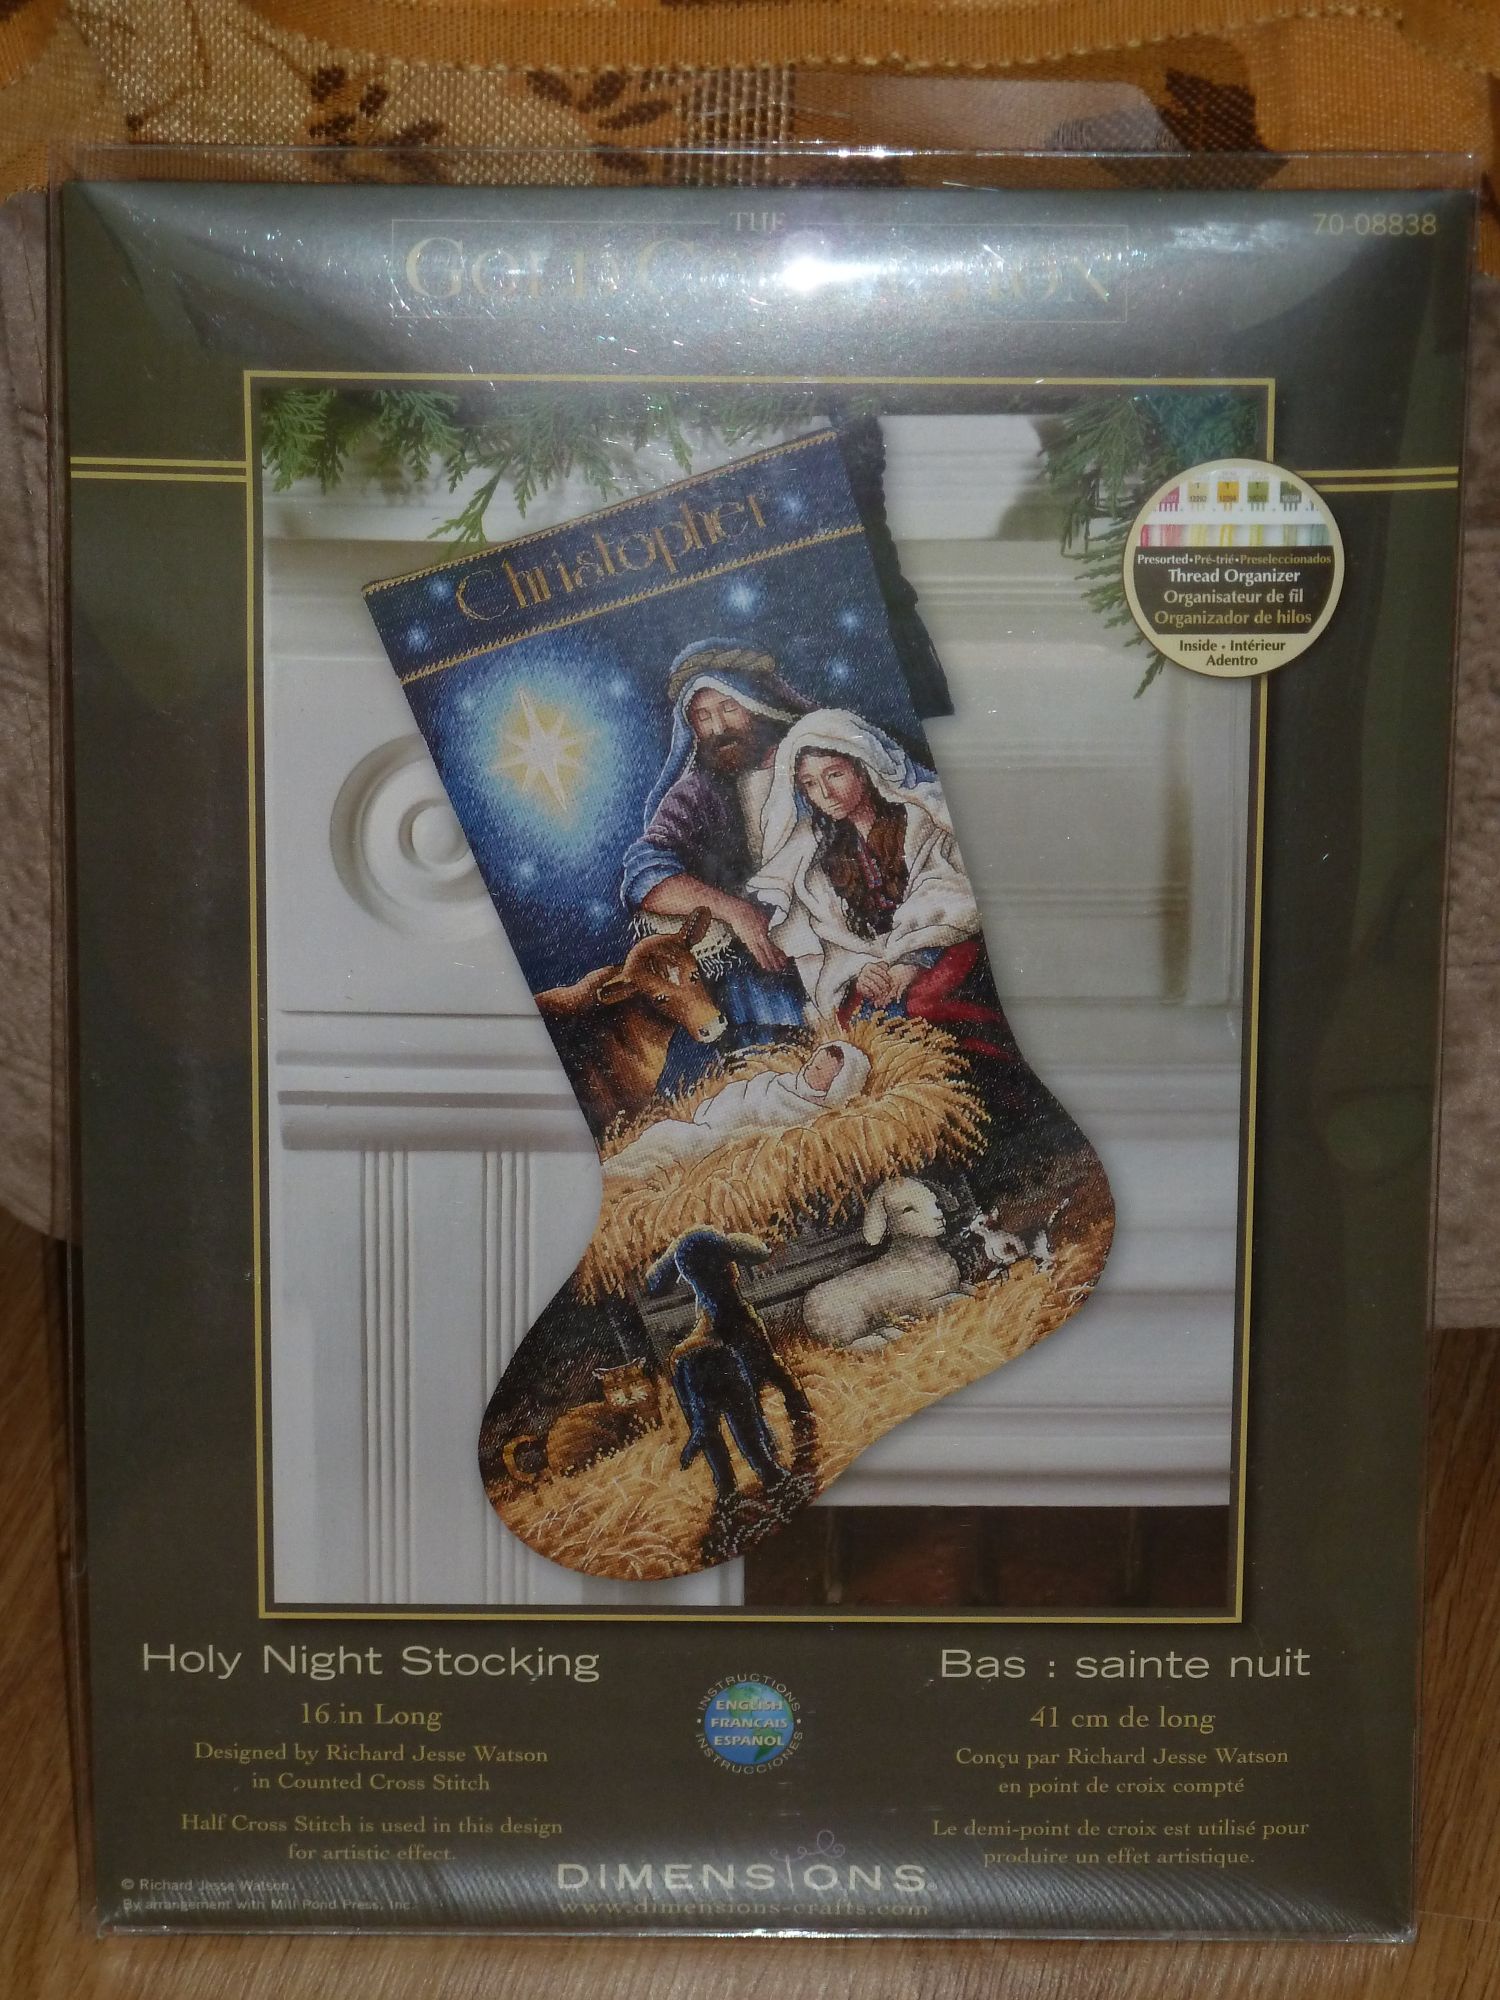 THE
GOLD COLLECTION
70-08838
Christopher
Presorted•Pré-trié•Preseleccionados
Thread Organizer
Organisateur de fil
Organizador de hilos
Inside • Intérieur
Adentro
Holy Night Stocking
16 in Long
Designed by Richard Jesse Watson
in Counted Cross Stitch
Half Cross Stitch is used in this design
for artistic effect.
INSTRUCTIONS
ENGLISH
FRANCAIS
ESPANOL
INSTRUCCIONES
Bas : sainte nuit
41 cm de long
Conçu par Richard Jesse Watson
en point de croix compté
Le demi-point de croix est utilisé pour
produire un effet artistique.
© Richard Jesse Watson
By arrangement with Mill Pond Press, Inc.
DIMENSIONS®
www.dimensions-crafts.com